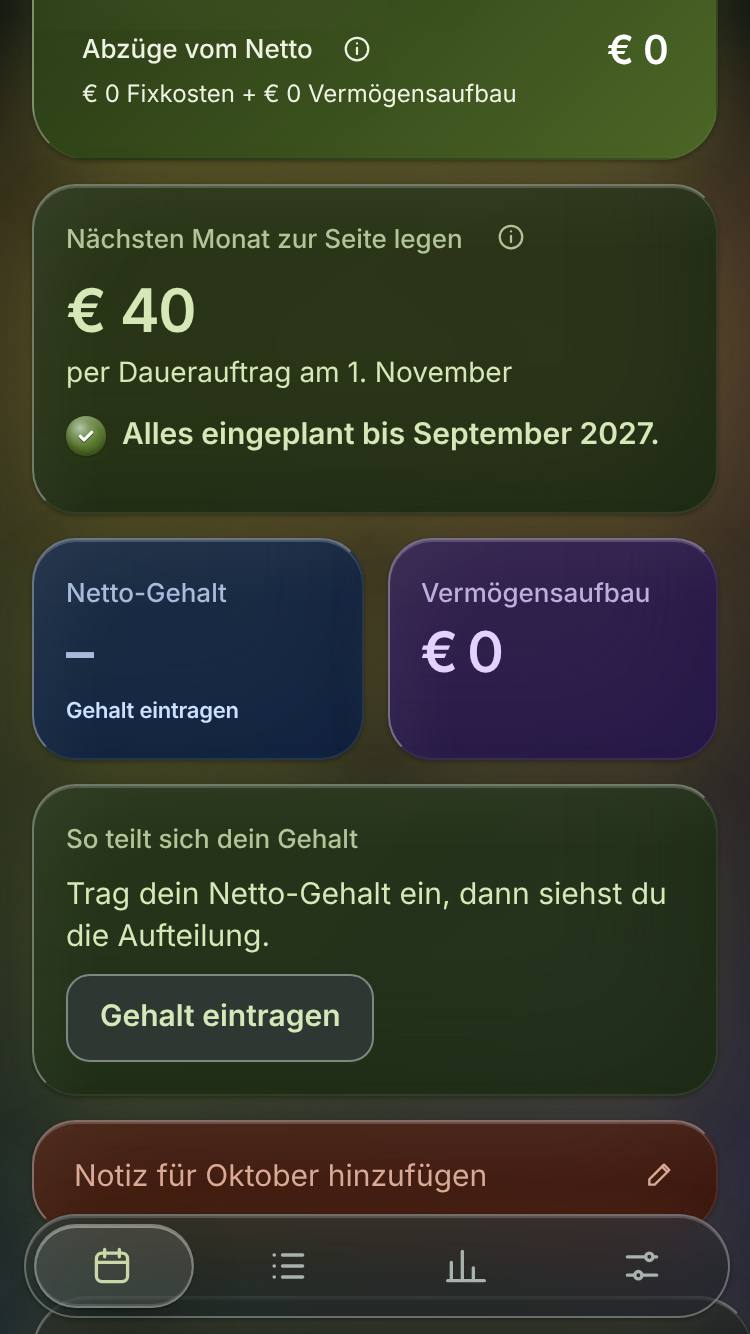 Abzüge vom Netto
€ 0
€ 0 Fixkosten + € 0 Vermögensaufbau
Nächsten Monat zur Seite legen
€ 40
per Dauerauftrag am 1. November
Alles eingeplant bis September 2027.
Netto-Gehalt
–
Gehalt eintragen
Vermögensaufbau
€ 0
So teilt sich dein Gehalt
Trag dein Netto-Gehalt ein, dann siehst du
die Aufteilung.
Gehalt eintragen
Notiz für Oktober hinzufügen